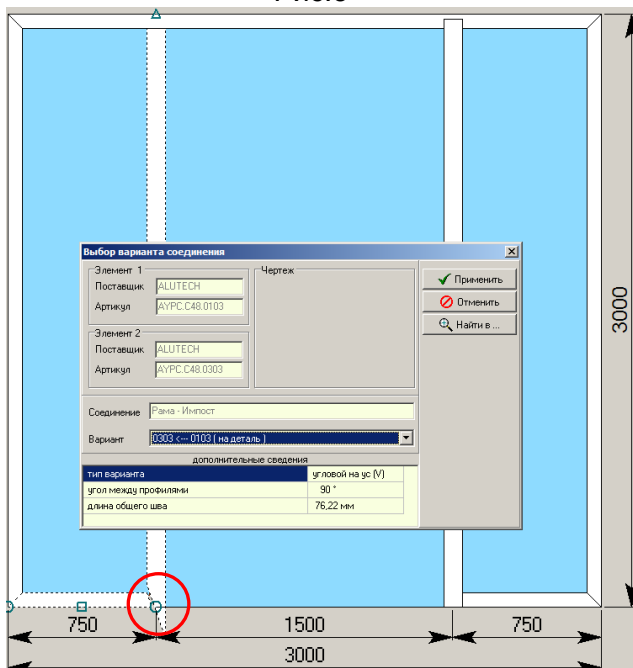 Выбор варианта соединения
Элемент 1
Поставщик ALUTECH
Артикул AYPC.C48.0103
Элемент 2
Поставщик ALUTECH
Артикул AYPC.C48.0303
Чертеж
Применить
Отменить
Найти в ...
Соединение Рама - Импост
Вариант 0303 <--- 0103 ( на деталь )
дополнительные сведения
тип варианта угловой на ус (V)
угол между профилями 90 °
длина общего шва 76,22 мм
3000
750 1500 750
3000